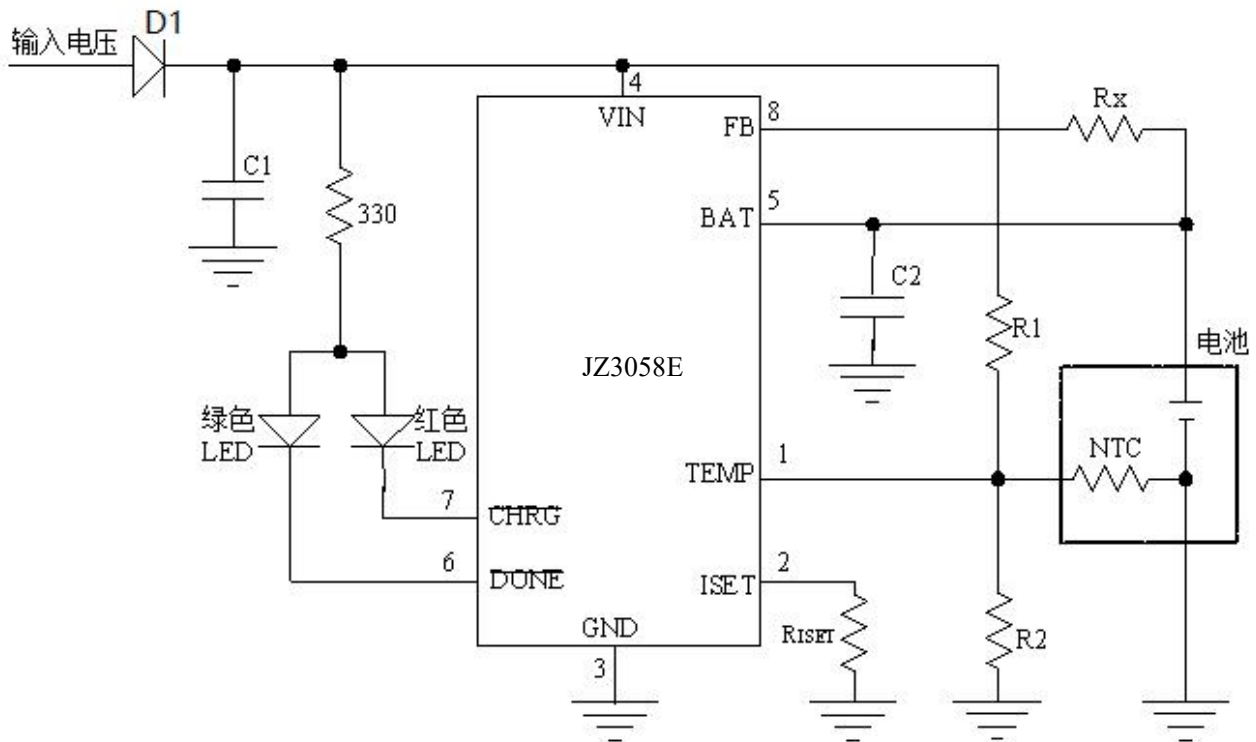 输入电压
D1
4
VIN
FB
8
Rx
C1
330
BAT
5
C2
R1
JZ3058E
电池
绿色
LED
红色
LED
TEMP
1
NTC
7
CHRG
6
DONE
ISET
2
RISET
GND
3
R2